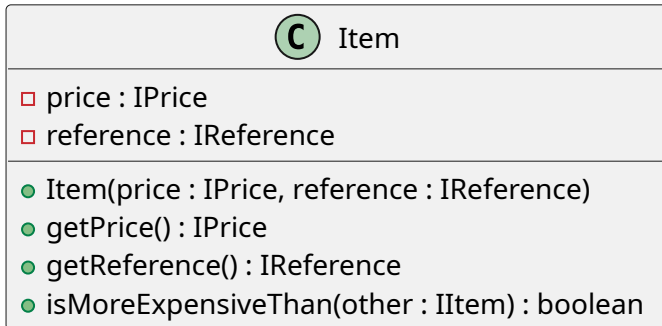 C Item
price : IPrice
reference : IReference
Item(price : IPrice, reference : IReference)
getPrice() : IPrice
getReference() : IReference
isMoreExpensiveThan(other : IItem) : boolean